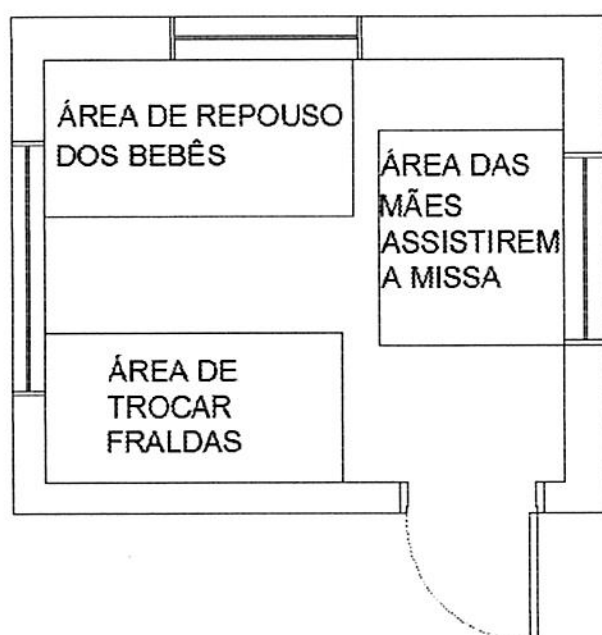 ÁREA DE REPOUSO
DOS BEBÊS
ÁREA DAS
MÃES
ASSISTIREM
A MISSA
ÁREA DE
TROCAR
FRALDAS